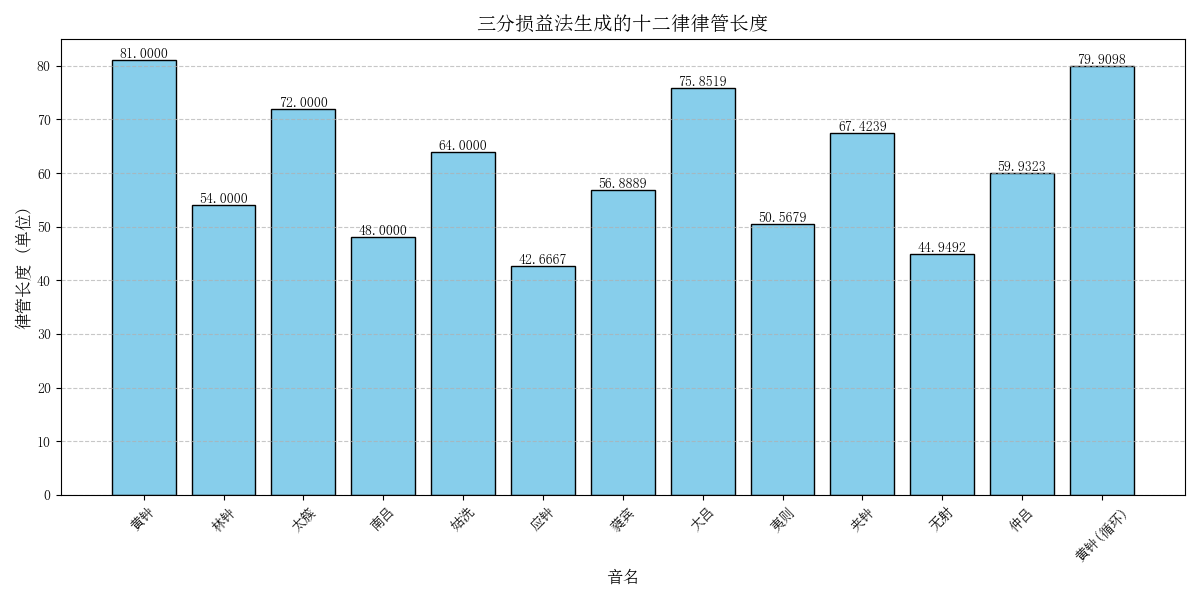 三分损益法生成的十二律律管长度
律管长度 (单位)
80
70
60
50
40
30
20
10
0
81.0000
54.0000
72.0000
48.0000
64.0000
42.6667
56.8889
75.8519
50.5679
67.4239
44.9492
59.9323
79.9098
黄钟
林钟
太簇
南吕
姑洗
应钟
蕤宾
大吕
夷则
夹钟
无射
仲吕
黄钟(循环)
音名